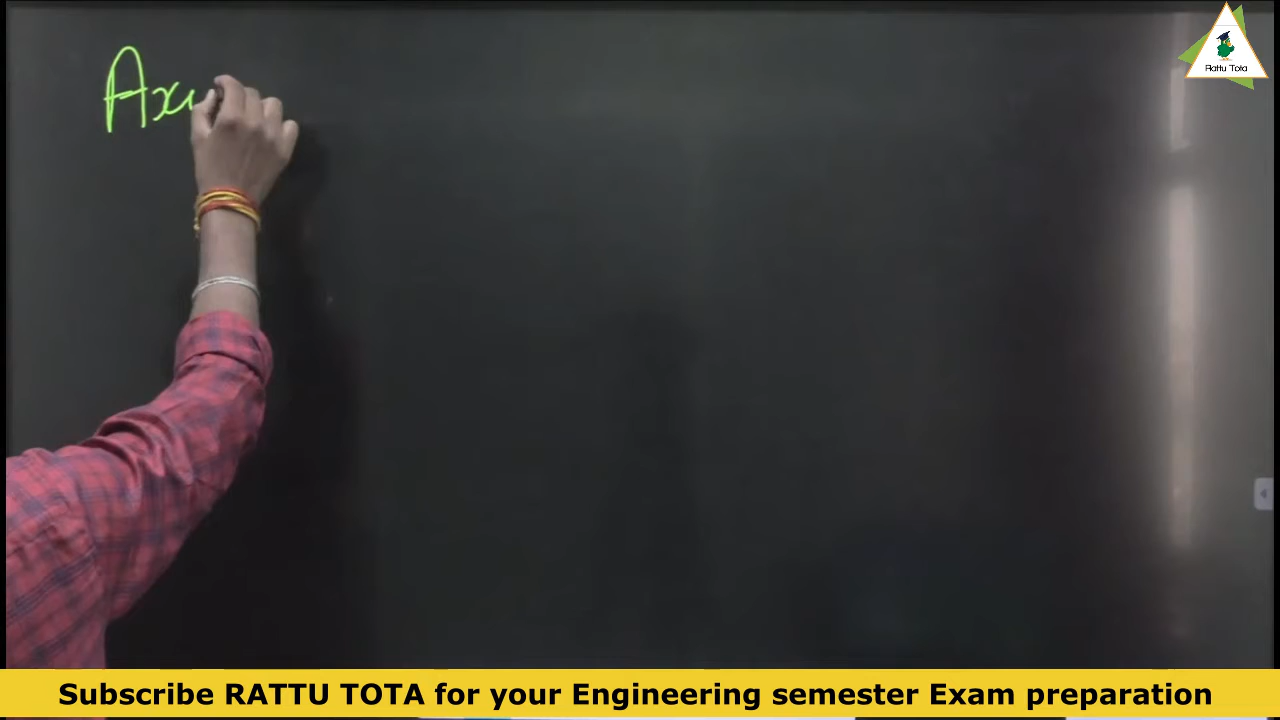 Axi
Rattu Tota
Subscribe RATTU TOTA for your Engineering semester Exam preparation